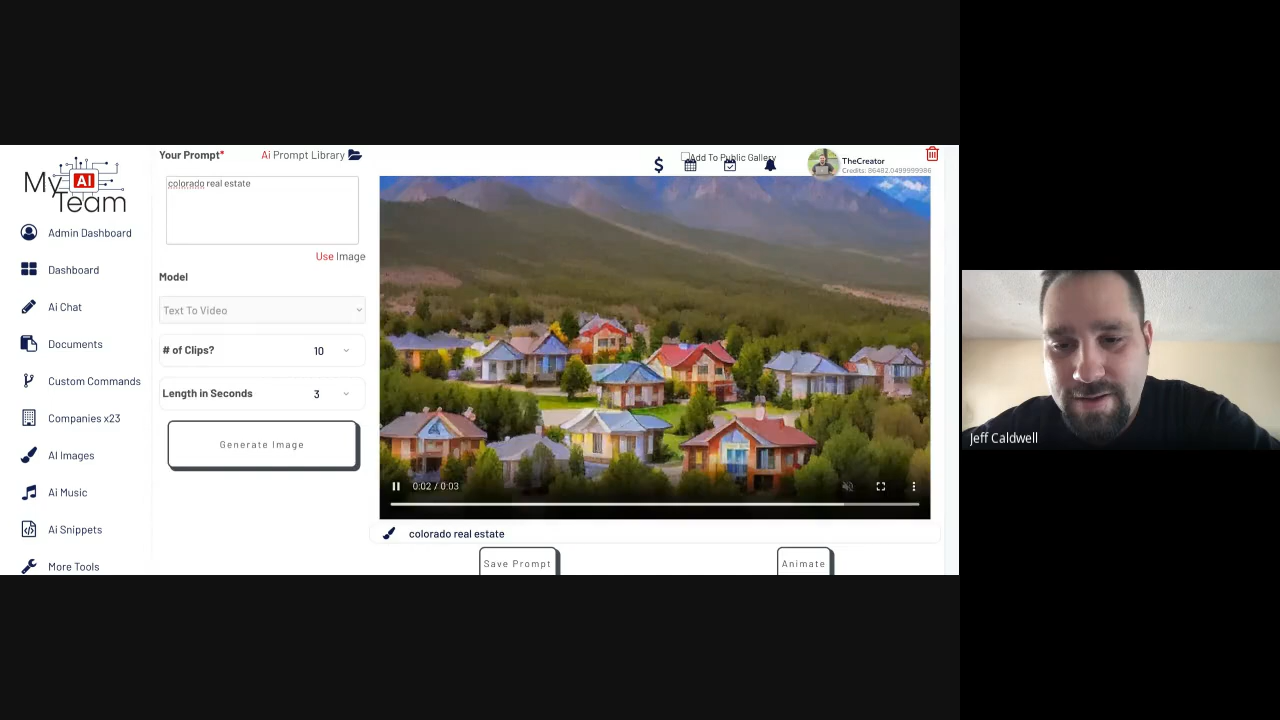 My AI Team
Admin Dashboard
Dashboard
Ai Chat
Documents
Custom Commands
Companies x23
AI Images
Ai Music
Ai Snippets
More Tools
Your Prompt*
Ai Prompt Library
colorado real estate
Use Image
Model
Text To Video
# of Clips? 10
Length in Seconds 3
Generate Image
$
Add To Public Gallery
TheCreator
Credits: 86482.0499999986
0:02 / 0:03
colorado real estate
Save Prompt
Animate
Jeff Caldwell